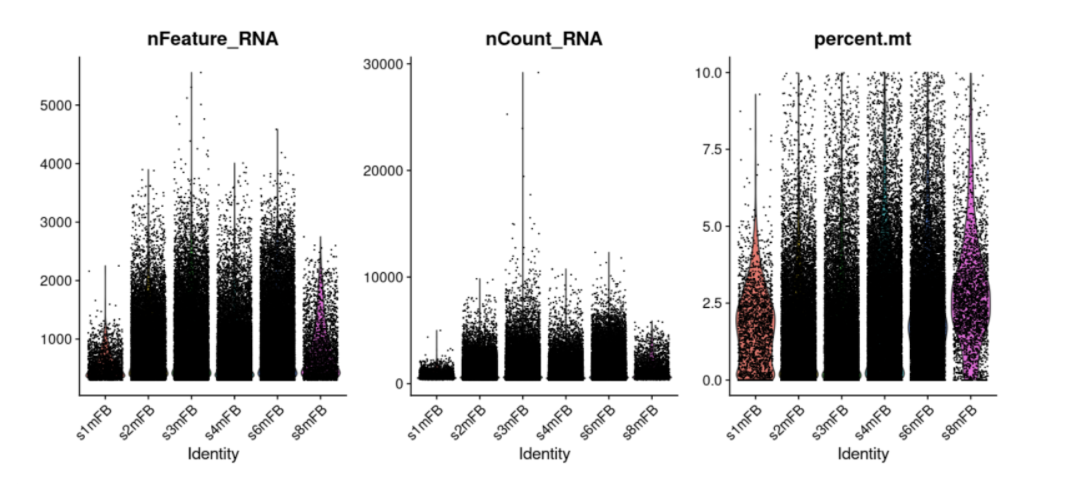 nFeature_RNA
5000
4000
3000
2000
1000
s1mFB
s2mFB
s3mFB
s4mFB
s6mFB
s8mFB
Identity
nCount_RNA
30000
20000
10000
0
s1mFB
s2mFB
s3mFB
s4mFB
s6mFB
s8mFB
Identity
percent.mt
10.0
7.5
5.0
2.5
0.0
s1mFB
s2mFB
s3mFB
s4mFB
s6mFB
s8mFB
Identity